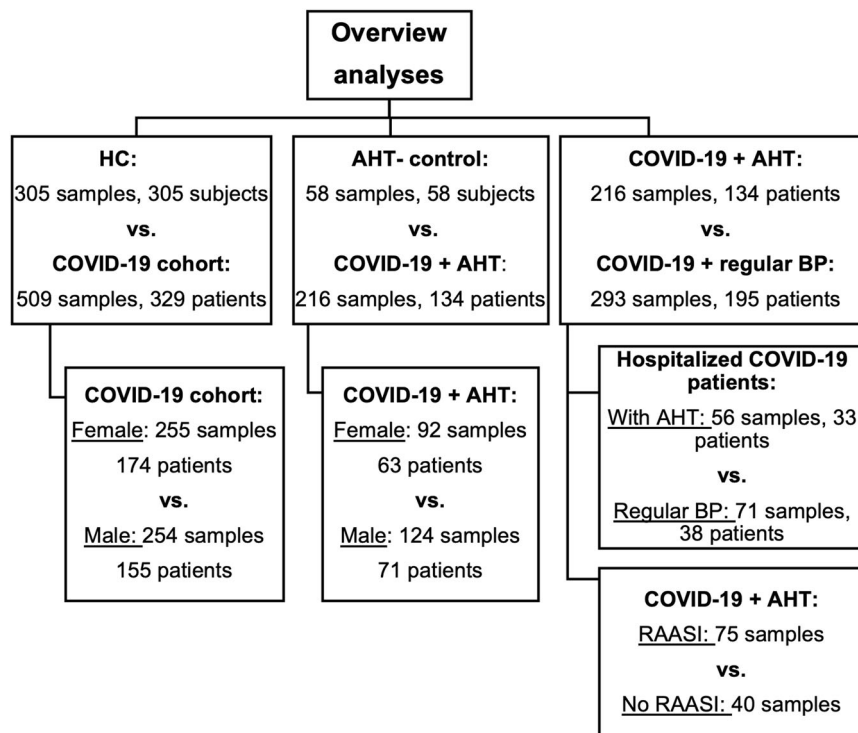 Overview
analyses
HC:
305 samples, 305 subjects
vs.
COVID-19 cohort:
509 samples, 329 patients
AHT- control:
58 samples, 58 subjects
vs.
COVID-19 + AHT:
216 samples, 134 patients
COVID-19 + AHT:
216 samples, 134 patients
vs.
COVID-19 + regular BP:
293 samples, 195 patients
COVID-19 cohort:
Female: 255 samples
174 patients
vs.
Male: 254 samples
155 patients
COVID-19 + AHT:
Female: 92 samples
63 patients
vs.
Male: 124 samples
71 patients
Hospitalized COVID-19
patients:
With AHT: 56 samples, 33
patients
vs.
Regular BP: 71 samples,
38 patients
COVID-19 + AHT:
RAASI: 75 samples
vs.
No RAASI: 40 samples